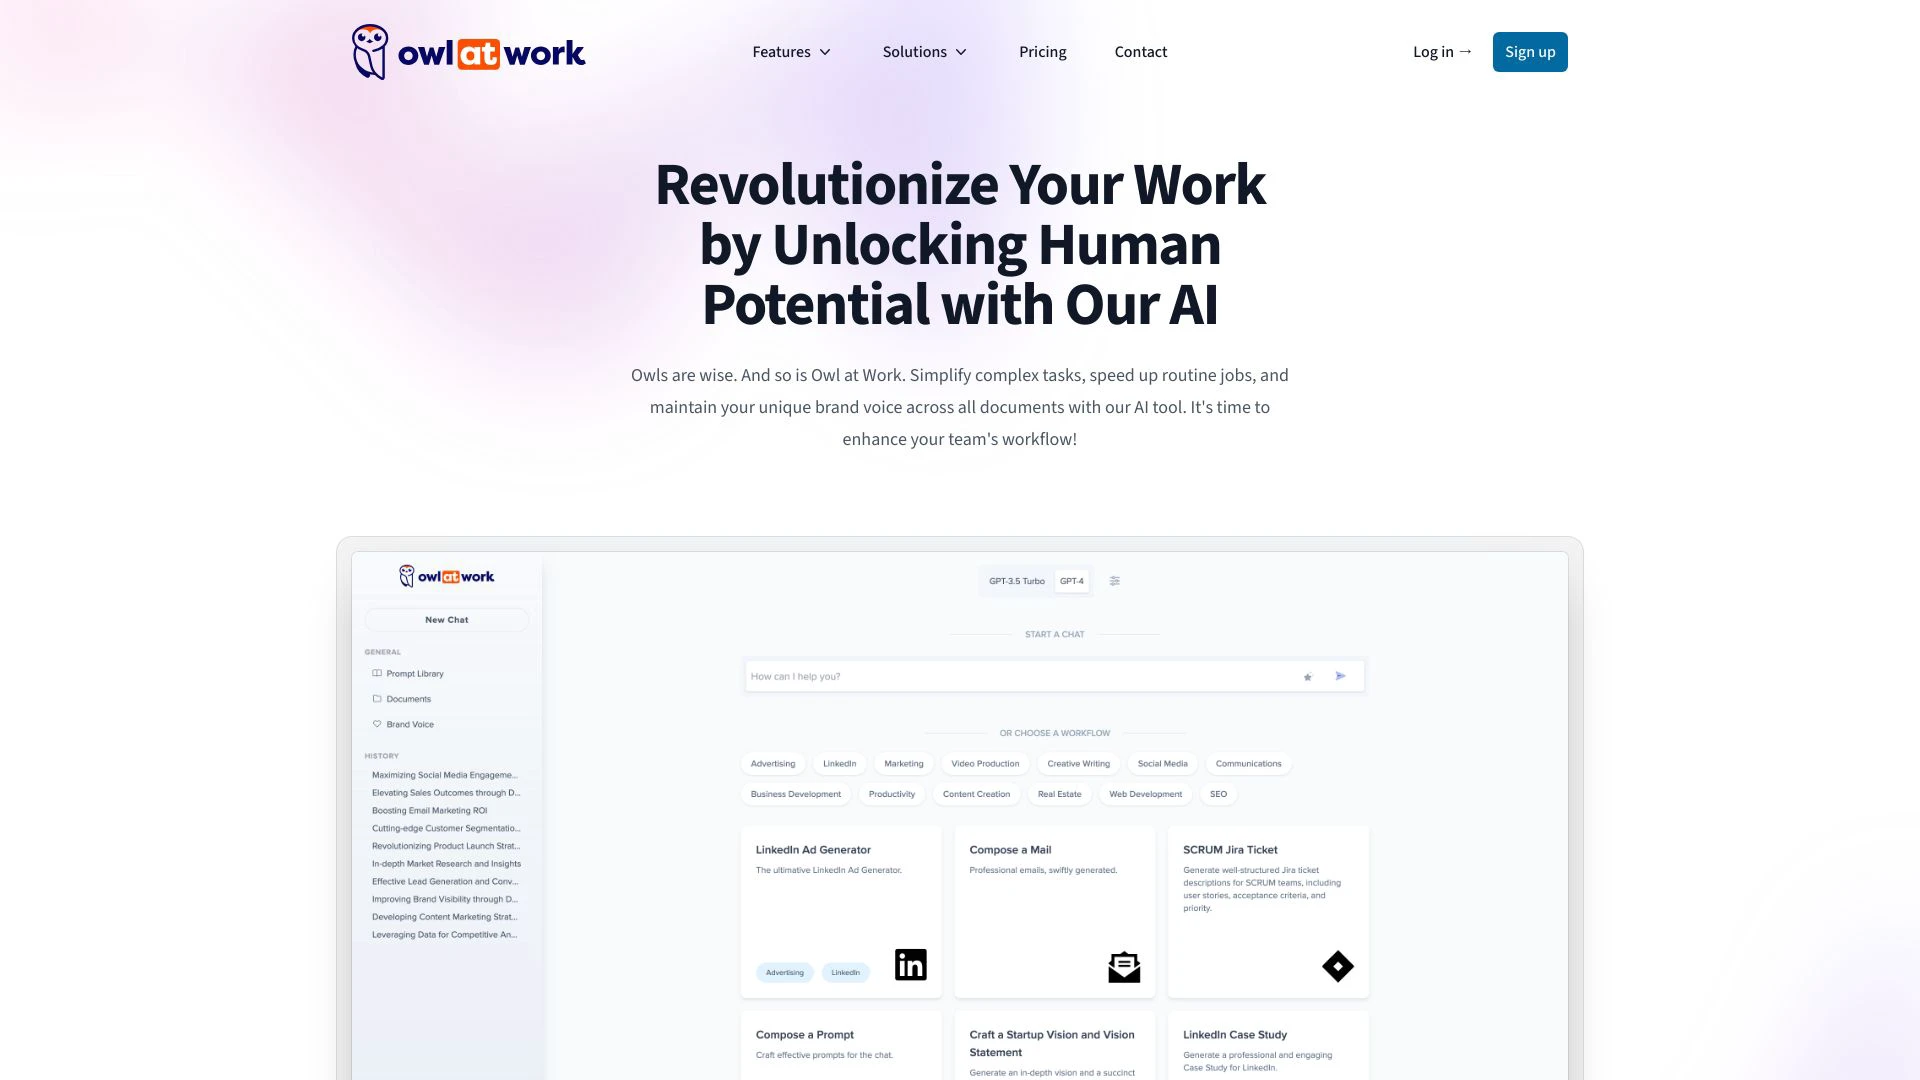 owl at work
Features
Solutions
Pricing
Contact
Log in →
Sign up
Revolutionize Your Work
by Unlocking Human
Potential with Our AI
Owls are wise. And so is Owl at Work. Simplify complex tasks, speed up routine jobs, and
maintain your unique brand voice across all documents with our AI tool. It's time to
enhance your team's workflow!
owl at work
New Chat
GENERAL
Prompt Library
Documents
Brand Voice
HISTORY
Maximizing Social Media Engageme...
Elevating Sales Outcomes through D...
Boosting Email Marketing ROI
Cutting-edge Customer Segmentatio...
Revolutionizing Product Launch Strat...
In-depth Market Research and Insights
Effective Lead Generation and Conv...
Improving Brand Visibility through D...
Developing Content Marketing Strat...
Leveraging Data for Competitive An...
GPT-3.5 Turbo
GPT-4
START A CHAT
How can I help you?
OR CHOOSE A WORKFLOW
Advertising
LinkedIn
Marketing
Video Production
Creative Writing
Social Media
Communications
Business Development
Productivity
Content Creation
Real Estate
Web Development
SEO
LinkedIn Ad Generator
The ultimate LinkedIn Ad Generator.
Advertising
LinkedIn
in
Compose a Mail
Professional emails, swiftly generated.
SCRUM Jira Ticket
Generate well-structured Jira ticket
descriptions for SCRUM teams, including
user stories, acceptance criteria, and
priority.
Compose a Prompt
Craft effective prompts for the chat.
Craft a Startup Vision and Vision
Statement
Generate an in-depth vision and a succinct
LinkedIn Case Study
Generate a professional and engaging
Case Study for LinkedIn.